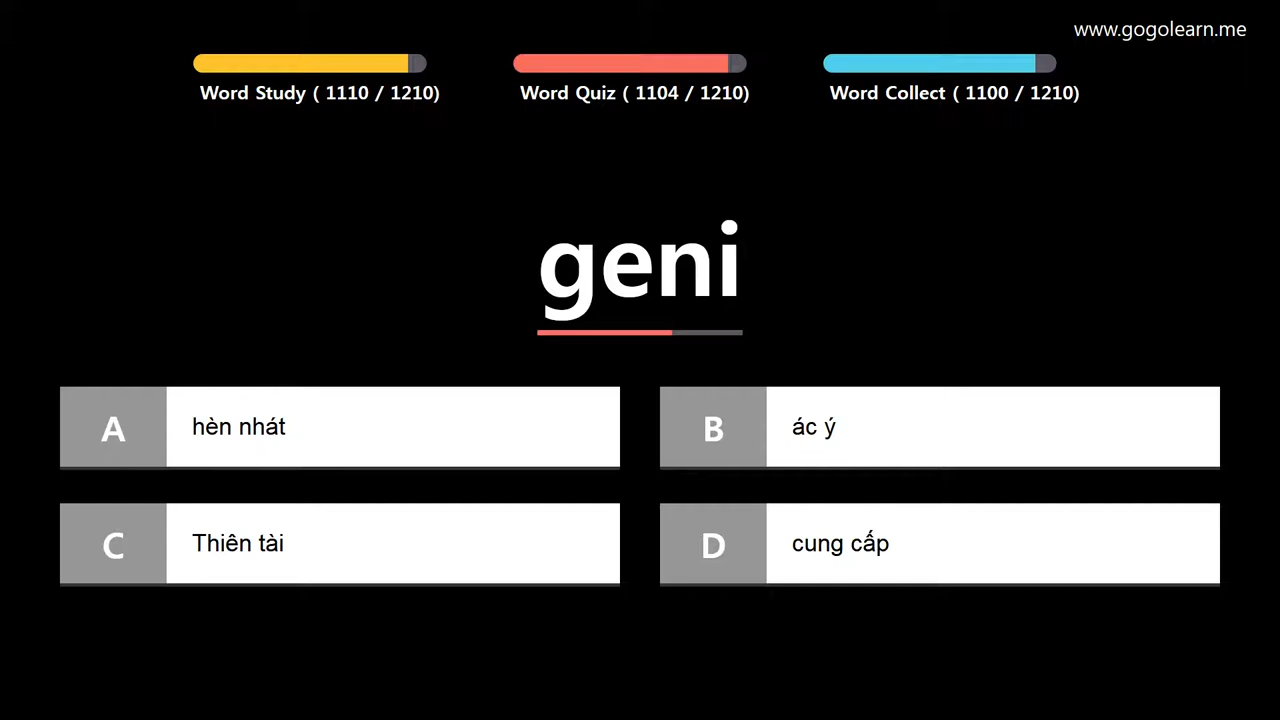 www.gogolearn.me
Word Study ( 1110 / 1210)
Word Quiz ( 1104 / 1210)
Word Collect ( 1100 / 1210)
geni
A hèn nhát
B ác ý
C Thiên tài
D cung cấp